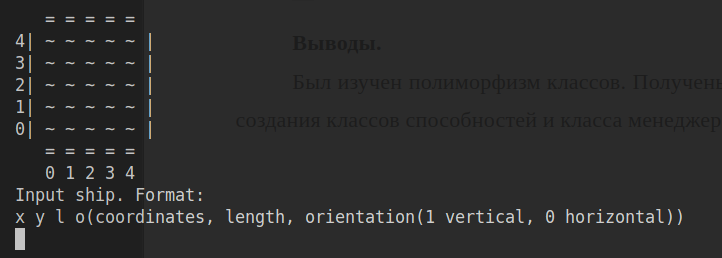 = = = = =
4| ~ ~ ~ ~ ~ |
3| ~ ~ ~ ~ ~ |
2| ~ ~ ~ ~ ~ |
1| ~ ~ ~ ~ ~ |
0| ~ ~ ~ ~ ~ |
= = = = =
0 1 2 3 4
Input ship. Format:
x y l o(coordinates, length, orientation(1 vertical, 0 horizontal))
Выводы.
Был изучен полиморфизм классов. Получены
создания классов способностей и класса менеджер